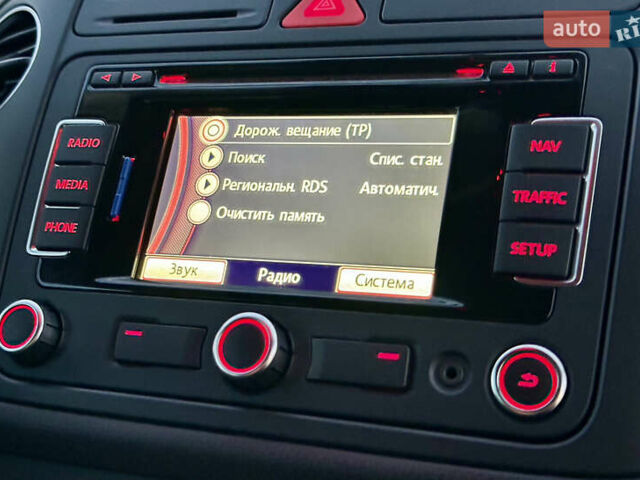 auto
RIA
RADIO
MEDIA
PHONE
Дорож. вещание (TP)
Поиск Спис. стан.
Региональн. RDS Автоматич.
Очистить память
Звук Радио Система
NAV
TRAFFIC
SETUP